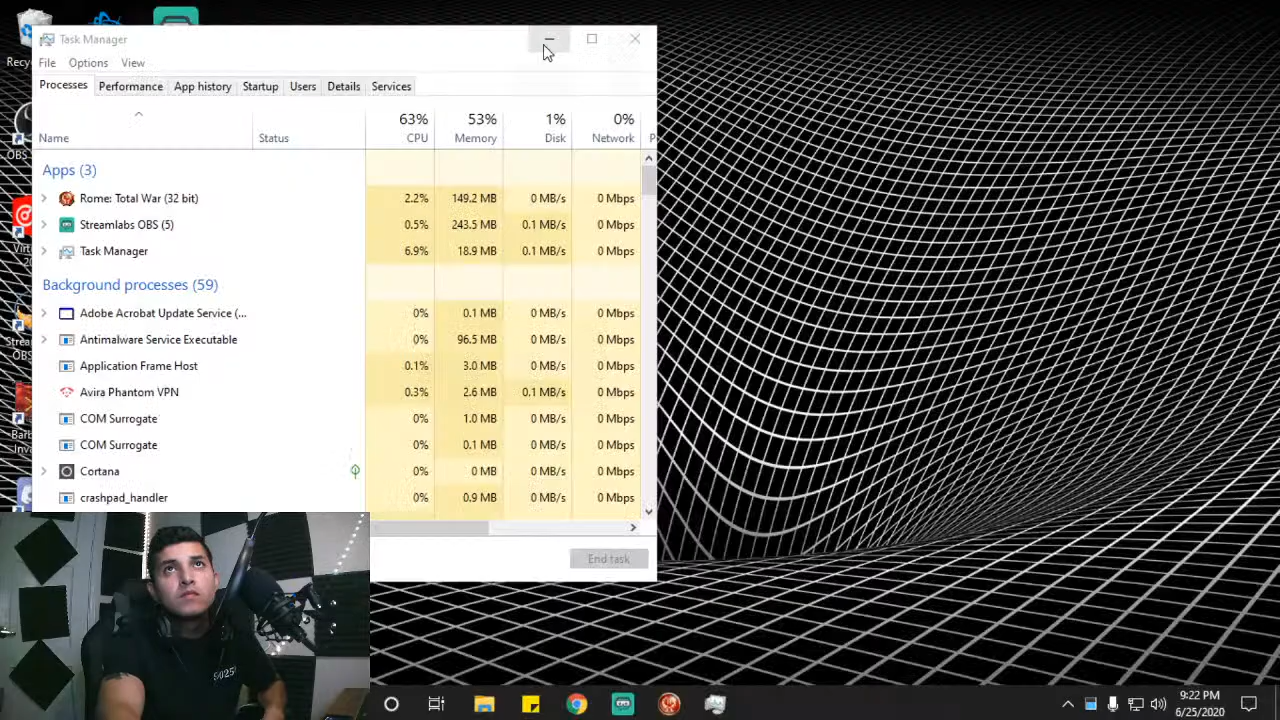 Task Manager
File Options View
Processes Performance App history Startup Users Details Services
63% 53% 1% 0%
Name Status CPU Memory Disk Network P
Apps (3)
Rome: Total War (32 bit) 2.2% 149.2 MB 0 MB/s 0 Mbps
Streamlabs OBS (5) 0.5% 243.5 MB 0.1 MB/s 0 Mbps
Task Manager 6.9% 18.9 MB 0.1 MB/s 0 Mbps
Background processes (59)
Adobe Acrobat Update Service (... 0% 0.1 MB 0 MB/s 0 Mbps
Antimalware Service Executable 0% 96.5 MB 0 MB/s 0 Mbps
Application Frame Host 0.1% 3.0 MB 0 MB/s 0 Mbps
Avira Phantom VPN 0.3% 2.6 MB 0.1 MB/s 0 Mbps
COM Surrogate 0% 1.0 MB 0 MB/s 0 Mbps
COM Surrogate 0% 0.1 MB 0 MB/s 0 Mbps
Cortana 0% 0 MB 0 MB/s 0 Mbps
crashpad_handler 0% 0.9 MB 0 MB/s 0 Mbps
End task
Recy
OBS
Virt
Strea
OBS
Barb
Inva
9:22 PM
6/25/2020